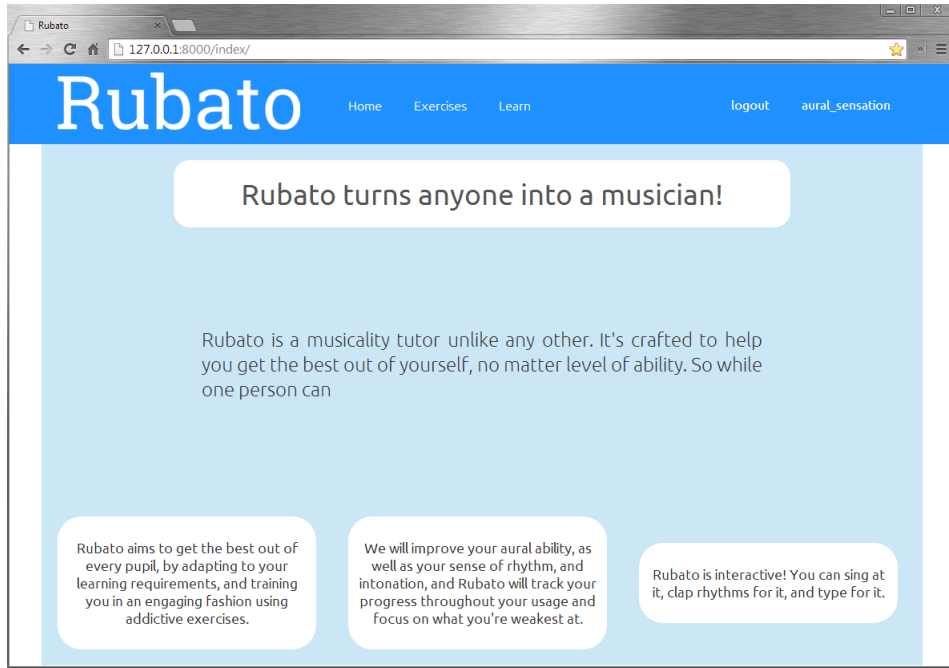 Rubato
127.0.0.1:8000/index/
Rubato
Home Exercises Learn logout aural_sensation
Rubato turns anyone into a musician!
Rubato is a musicality tutor unlike any other. It's crafted to help
you get the best out of yourself, no matter level of ability. So while
one person can
Rubato aims to get the best out of
every pupil, by adapting to your
learning requirements, and training
you in an engaging fashion using
addictive exercises.
We will improve your aural ability, as
well as your sense of rhythm, and
intonation, and Rubato will track your
progress throughout your usage and
focus on what you're weakest at.
Rubato is interactive! You can sing at
it, clap rhythms for it, and type for it.